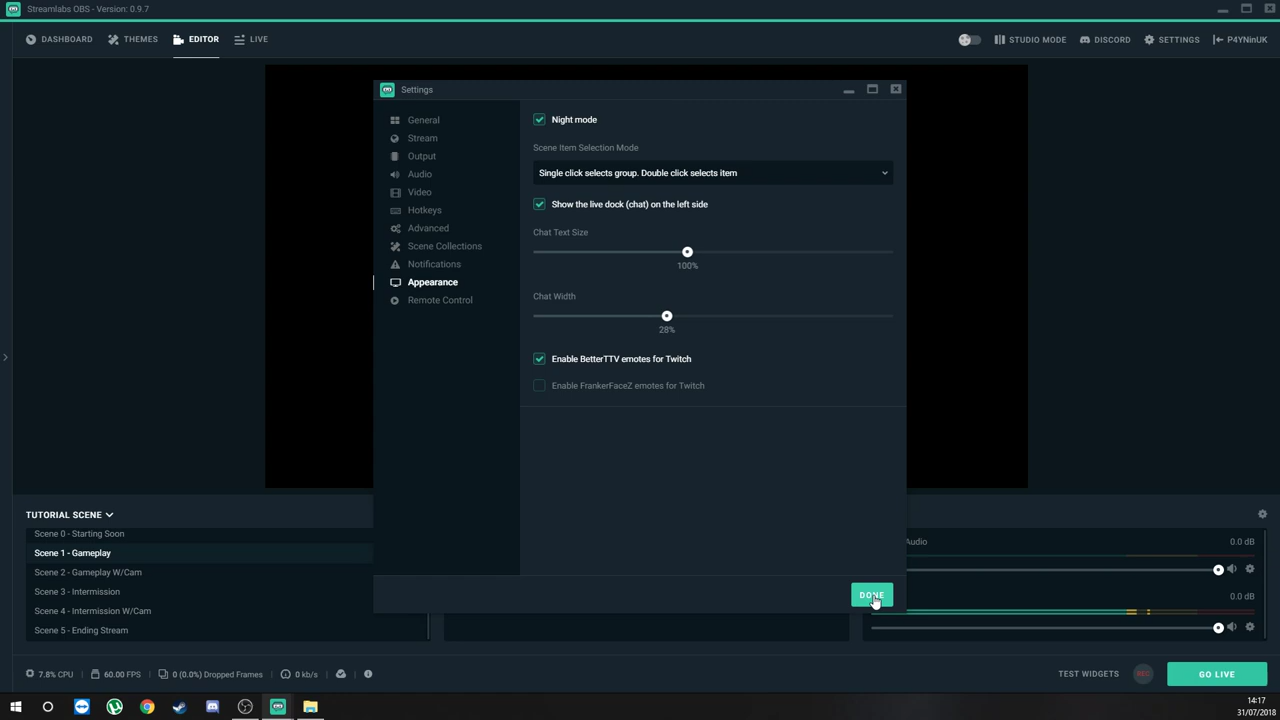 Streamlabs OBS - Version: 0.9.7
DASHBOARD THEMES EDITOR LIVE STUDIO MODE DISCORD SETTINGS P4YNinUK
Settings
General
Stream
Output
Audio
Video
Hotkeys
Advanced
Scene Collections
Notifications
Appearance
Remote Control
Night mode
Scene Item Selection Mode
Single click selects group. Double click selects item
Show the live dock (chat) on the left side
Chat Text Size
100%
Chat Width
28%
Enable BetterTTV emotes for Twitch
Enable FrankerFaceZ emotes for Twitch
DONE
TUTORIAL SCENE
Scene 0 - Starting Soon
Scene 1 - Gameplay
Scene 2 - Gameplay W/Cam
Scene 3 - Intermission
Scene 4 - Intermission W/Cam
Scene 5 - Ending Stream
Audio 0.0 dB
0.0 dB
7.8% CPU 60.00 FPS 0 (0.0%) Dropped Frames 0 kb/s TEST WIDGETS REC GO LIVE
14:17
31/07/2018